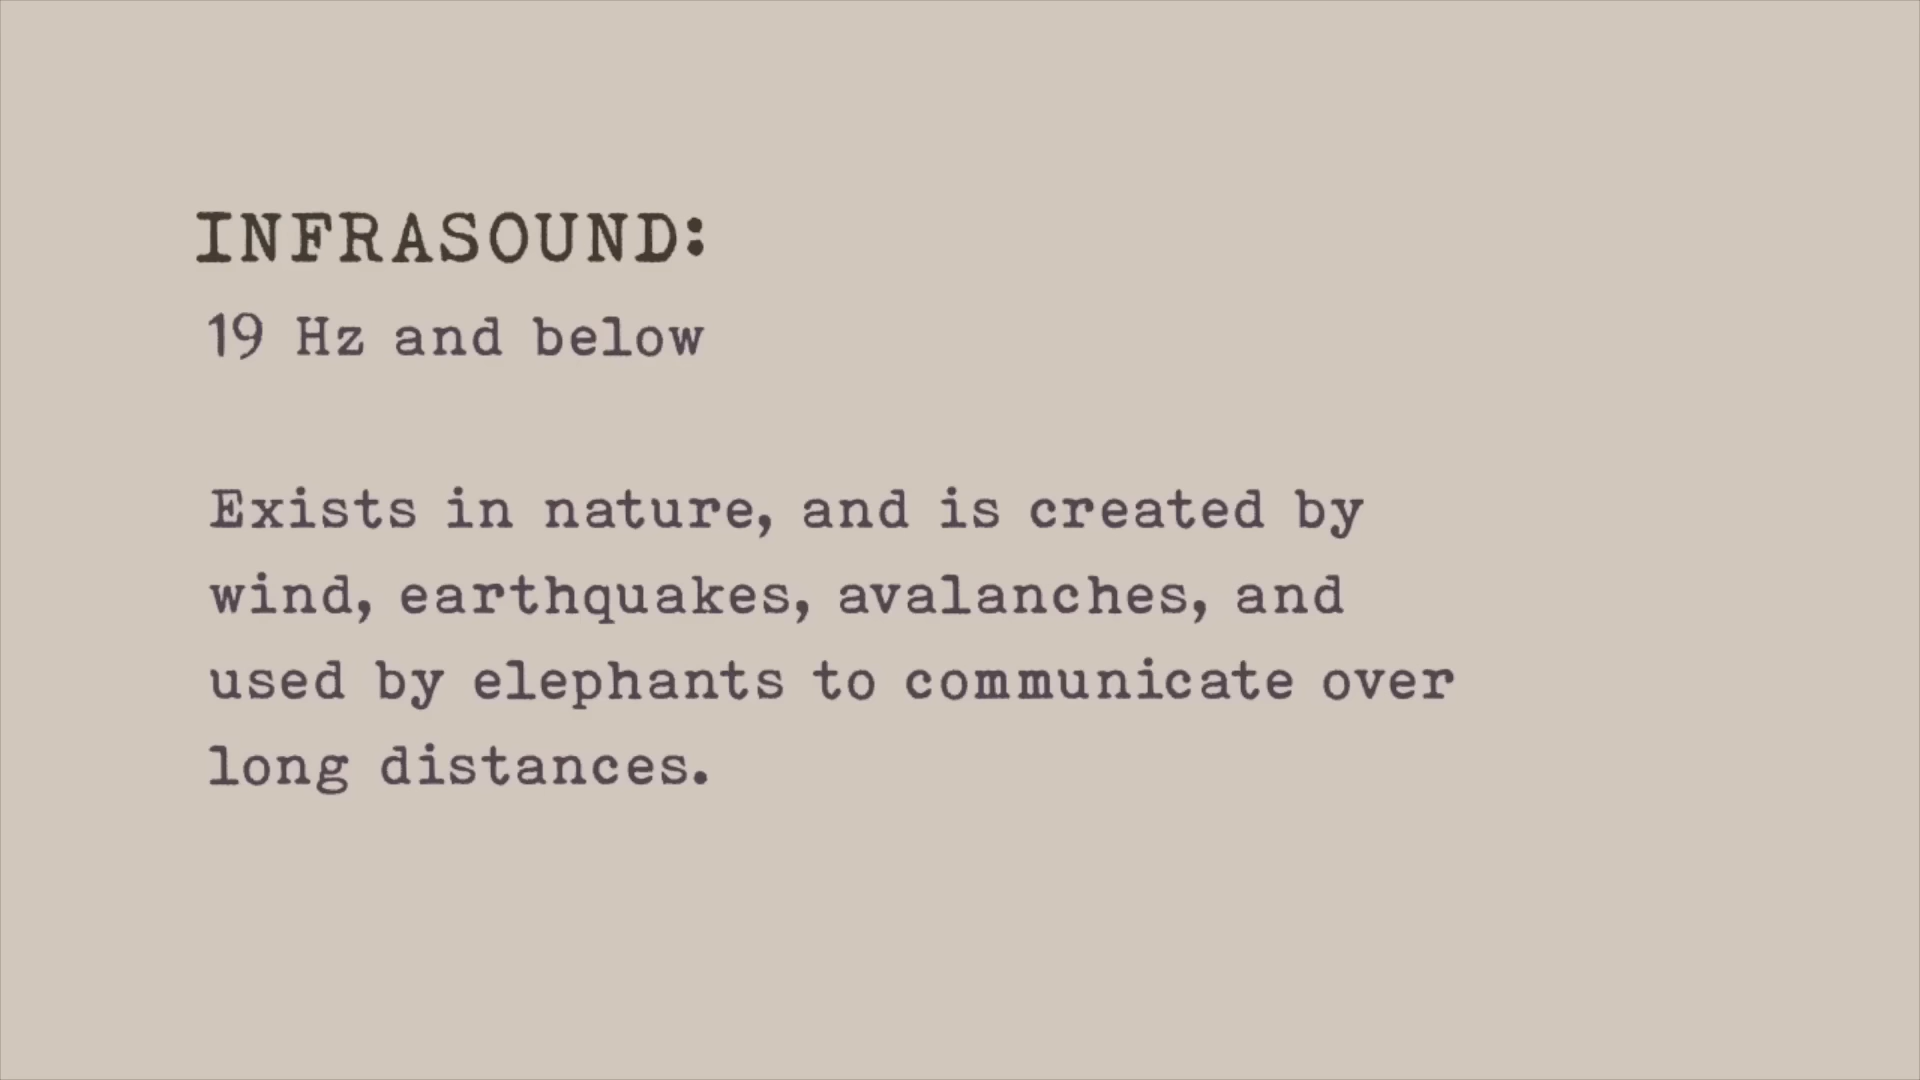 INFRASOUND:
19 Hz and below
Exists in nature, and is created by
wind, earthquakes, avalanches, and
used by elephants to communicate over
long distances.